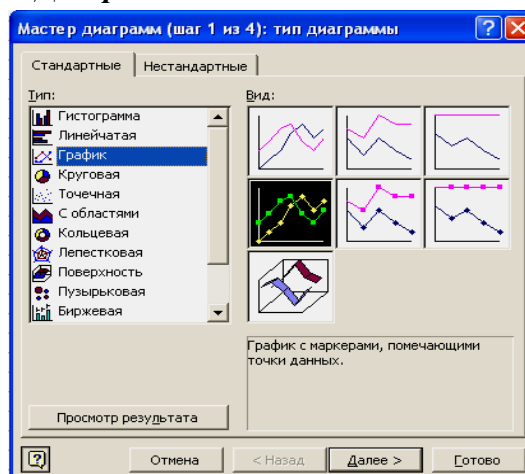 Мастер диаграмм (шаг 1 из 4): тип диаграммы
Стандартные
Нестандартные
Тип:
Вид:
Гистограмма
Линейчатая
График
Круговая
Точечная
С областями
Кольцевая
Лепестковая
Поверхность
Пузырьковая
Биржевая
График с маркерами, помечающими
точки данных.
Просмотр результата
Отмена
< Назад
Далее >
Готово